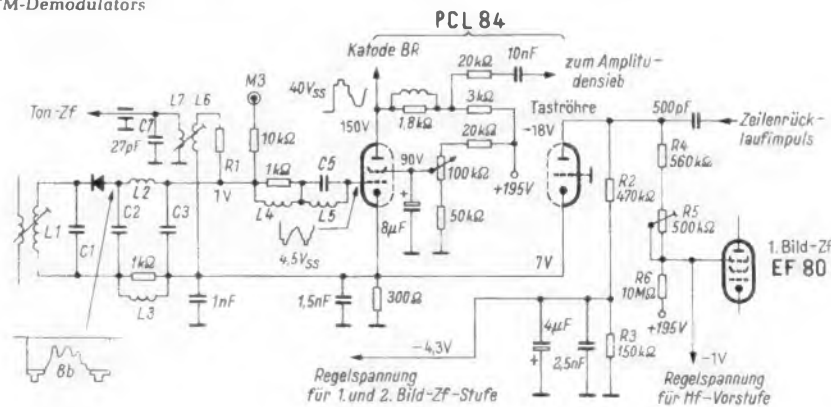 M-Demodulators
PCL 84
Katode BR
10nF
zum Amplitu-
densieb
20kΩ
40Vss
M3
1,8kΩ
3kΩ
Taströhre
500pF
Zeilenrück-
laufimpuls
Ton-Zf
L7
L6
150V
-18V
20kΩ
C7
27pF
R1
10kΩ
90V
100kΩ
+195V
R4
560kΩ
1kΩ
C5
R2
470kΩ
L2
1V
L4
L5
8µF
50kΩ
R5
500kΩ
1. Bild-Zf
EF 80
L1
C1
C2
C3
4,5Vss
7V
R6
10MΩ
1kΩ
L3
1nF
1,5nF
300Ω
+195V
8b
-4,3V
4µF
2,5nF
R3
150kΩ
-1V
Regelspannung
für 1. und 2. Bild-Zf-Stufe
Regelspannung
für Hf-Vorstufe